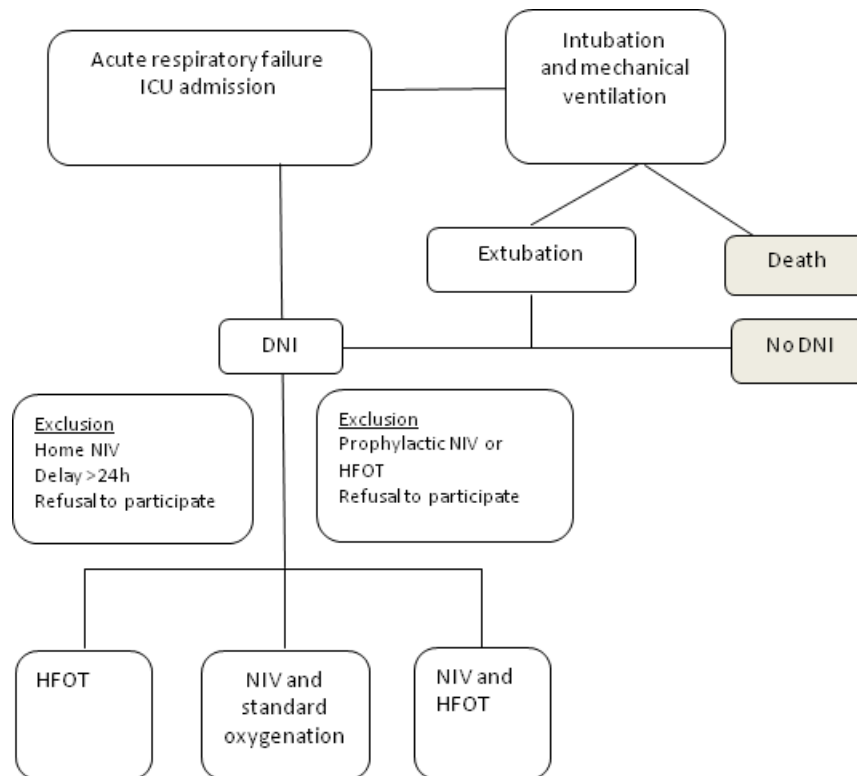 Acute respiratory failure
ICU admission
Intubation
and mechanical
ventilation
Extubation
Death
DNI
No DNI
Exclusion
Home NIV
Delay >24h
Refusal to participate
Exclusion
Prophylactic NIV or
HFOT
Refusal to participate
HFOT
NIV and
standard
oxygenation
NIV and
HFOT